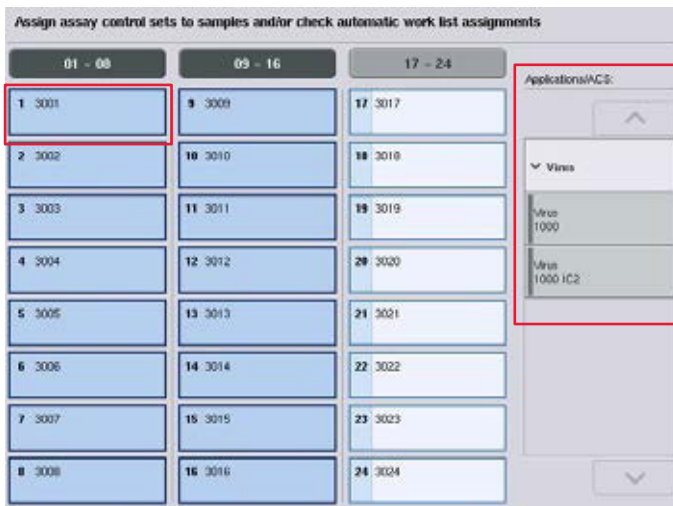 Assign assay control sets to samples and/or check automatic work list assignments
01 - 08 09 - 16 17 - 24
Applications/ACS:
1 3001 9 3009 17 3017
2 3002 10 3010 18 3018
Virus
3 3003 11 3011 19 3019
Virus
1000
4 3004 12 3012 20 3020
Virus
1000 IC2
5 3005 13 3013 21 3021
6 3006 14 3014 22 3022
7 3007 15 3015 23 3023
8 3008 16 3016 24 3024